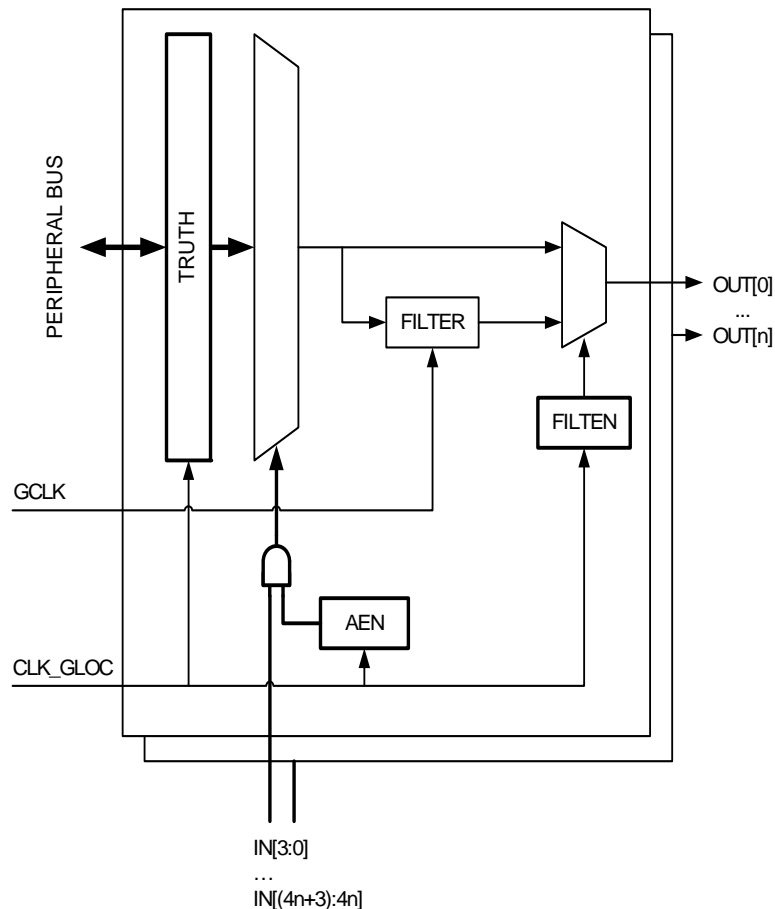 PERIPHERAL BUS
TRUTH
FILTER
OUT[0]
...
OUT[n]
FILTEN
GCLK
AEN
CLK_GLOC
IN[3:0]
...
IN[(4n+3):4n]